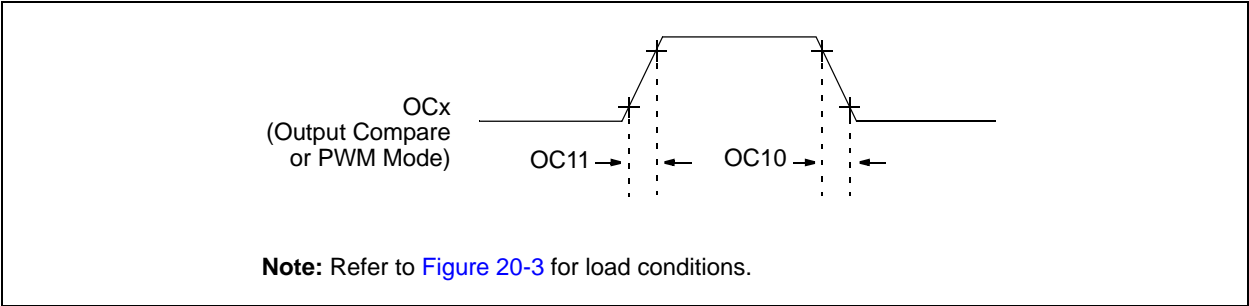 OCx
(Output Compare
or PWM Mode)
OC11
OC10
Note: Refer to Figure 20-3 for load conditions.